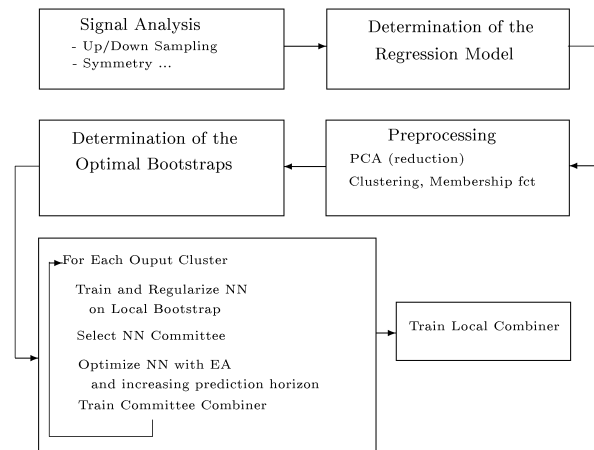 Signal Analysis
- Up/Down Sampling
- Symmetry ...
Determination of the
Regression Model
Determination of the
Optimal Bootstraps
Preprocessing
PCA (reduction)
Clustering, Membership fct
For Each Ouput Cluster
Train and Regularize NN
on Local Bootstrap
Select NN Committee
Optimize NN with EA
and increasing prediction horizon
Train Committee Combiner
Train Local Combiner